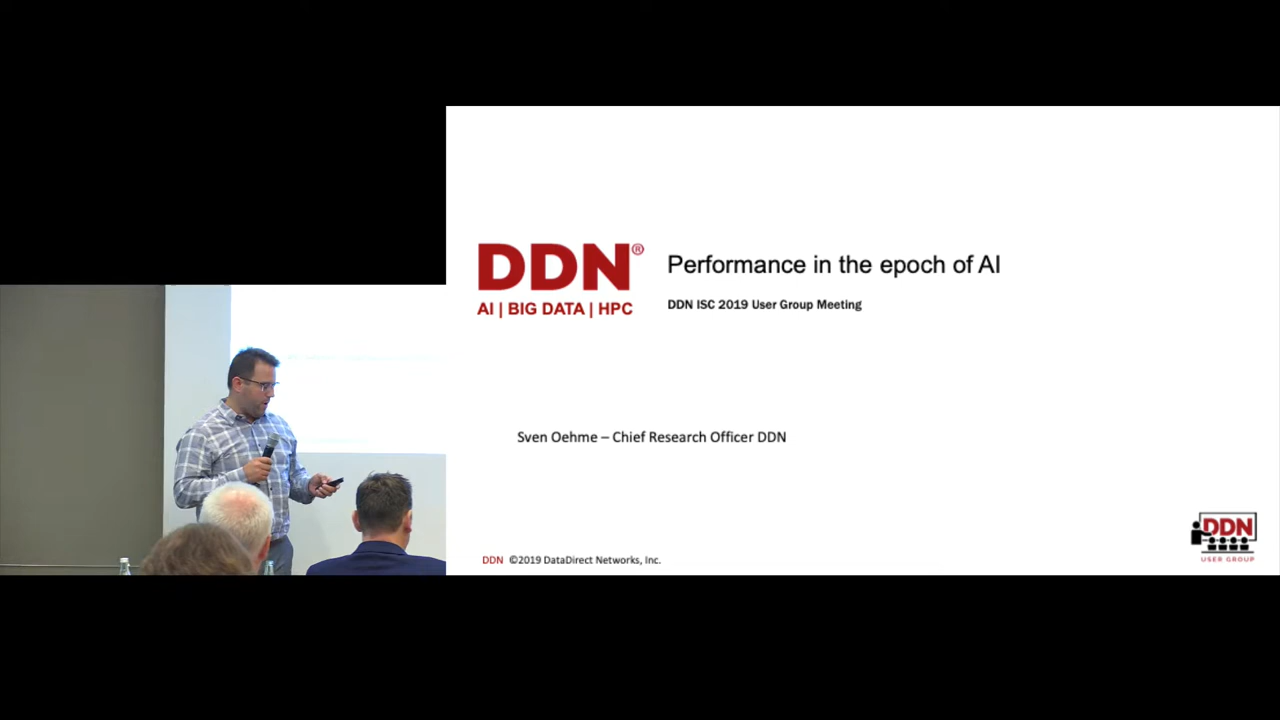 DDN®
AI | BIG DATA | HPC
Performance in the epoch of AI
DDN ISC 2019 User Group Meeting
Sven Oehme – Chief Research Officer DDN
DDN ©2019 DataDirect Networks, Inc.
DDN
USER GROUP